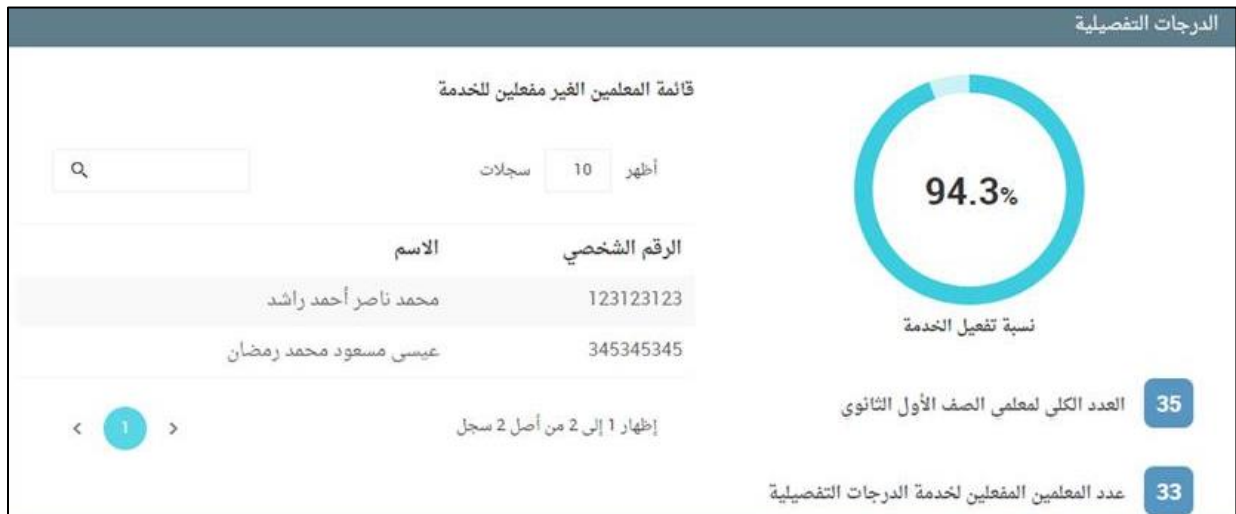 الدرجات التفصيلية
94.3%
نسبة تفعيل الخدمة
35 العدد الكلي لمعلمي الصف الأول الثانوي
33 عدد المعلمين المفعلين لخدمة الدرجات التفصيلية
قائمة المعلمين الغير مفعلين للخدمة
أظهر 10 سجلات
الرقم الشخصي الاسم
123123123 محمد ناصر أحمد راشد
345345345 عيسى مسعود محمد رمضان
إظهار 1 إلى 2 من أصل 2 سجل
1